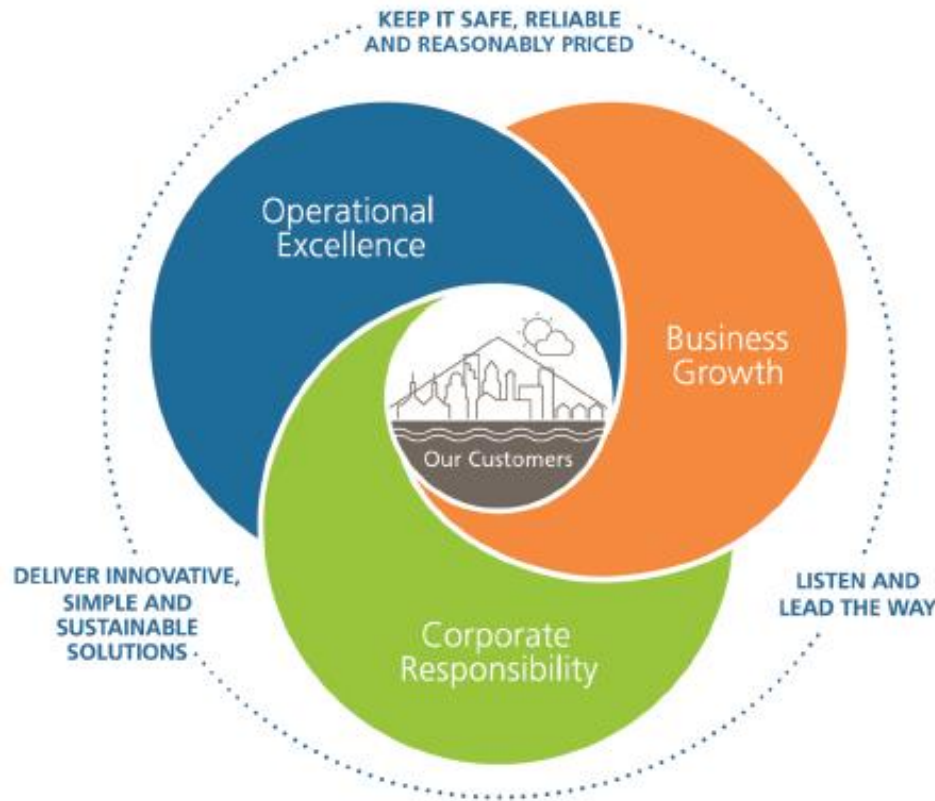 KEEP IT SAFE, RELIABLE
AND REASONABLY PRICED
Operational
Excellence
Business
Growth
Our Customers
DELIVER INNOVATIVE,
SIMPLE AND
SUSTAINABLE
SOLUTIONS
LISTEN AND
LEAD THE WAY
Corporate
Responsibility